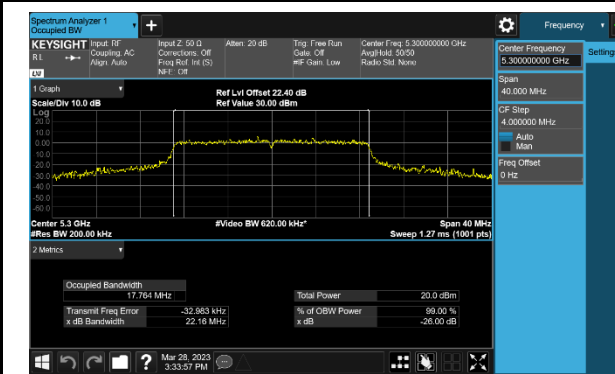 Spectrum Analyzer 1
Occupied BW
Frequency
KEYSIGHT
Input: RF
Input Z: 50 Ω
Atten: 20 dB
Trig: Free Run
Center Freq: 5.300000000 GHz
RL
Coupling: AC
Corrections: Off
Gate: Off
Avg|Hold: 50/50
Align: Auto
Freq Ref: Int (S)
#IF Gain: Low
Radio Std: None
LXI
NFE: Off
Center Frequency
5.300000000 GHz
Settings
Span
40.000 MHz
CF Step
4.000000 MHz
Auto
Man
Freq Offset
0 Hz
1 Graph
Ref Lvl Offset 22.40 dB
Scale/Div 10.0 dB
Ref Value 30.00 dBm
Log
20.0
10.0
0.00
-10.0
-20.0
-30.0
-40.0
-50.0
-60.0
Center 5.3 GHz
#Video BW 620.00 kHz*
Span 40 MHz
#Res BW 200.00 kHz
Sweep 1.27 ms (1001 pts)
2 Metrics
Occupied Bandwidth
17.764 MHz
Total Power
20.0 dBm
Transmit Freq Error
-32.983 kHz
% of OBW Power
99.00 %
x dB Bandwidth
22.16 MHz
x dB
-26.00 dB
Mar 28, 2023
3:33:57 PM